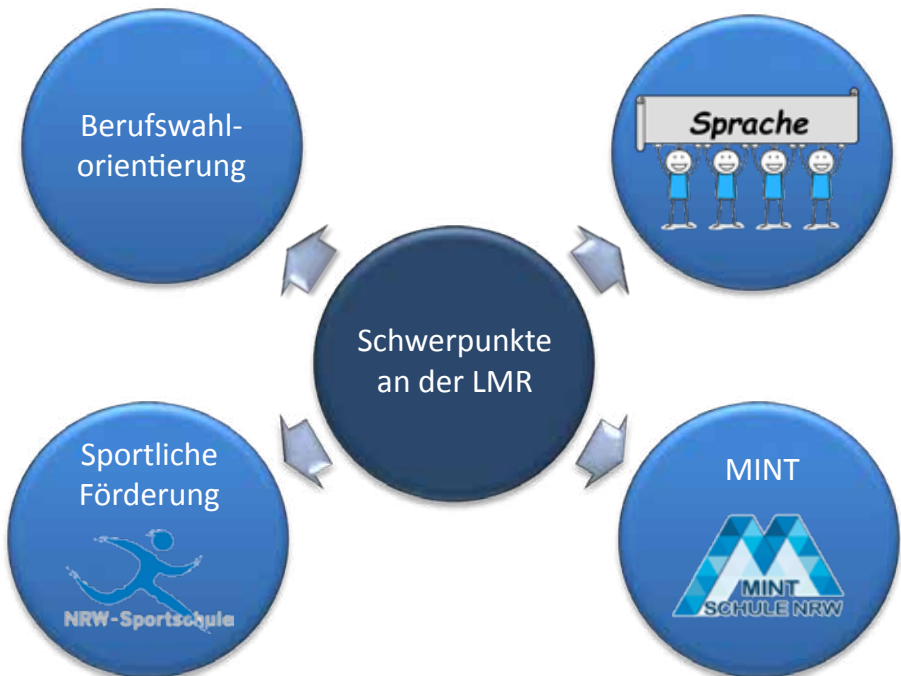 Berufswahl-
orientierung
Sprache
Schwerpunkte
an der LMR
Sportliche
Förderung
NRW-Sportschule
MINT
MINT
SCHULE NRW